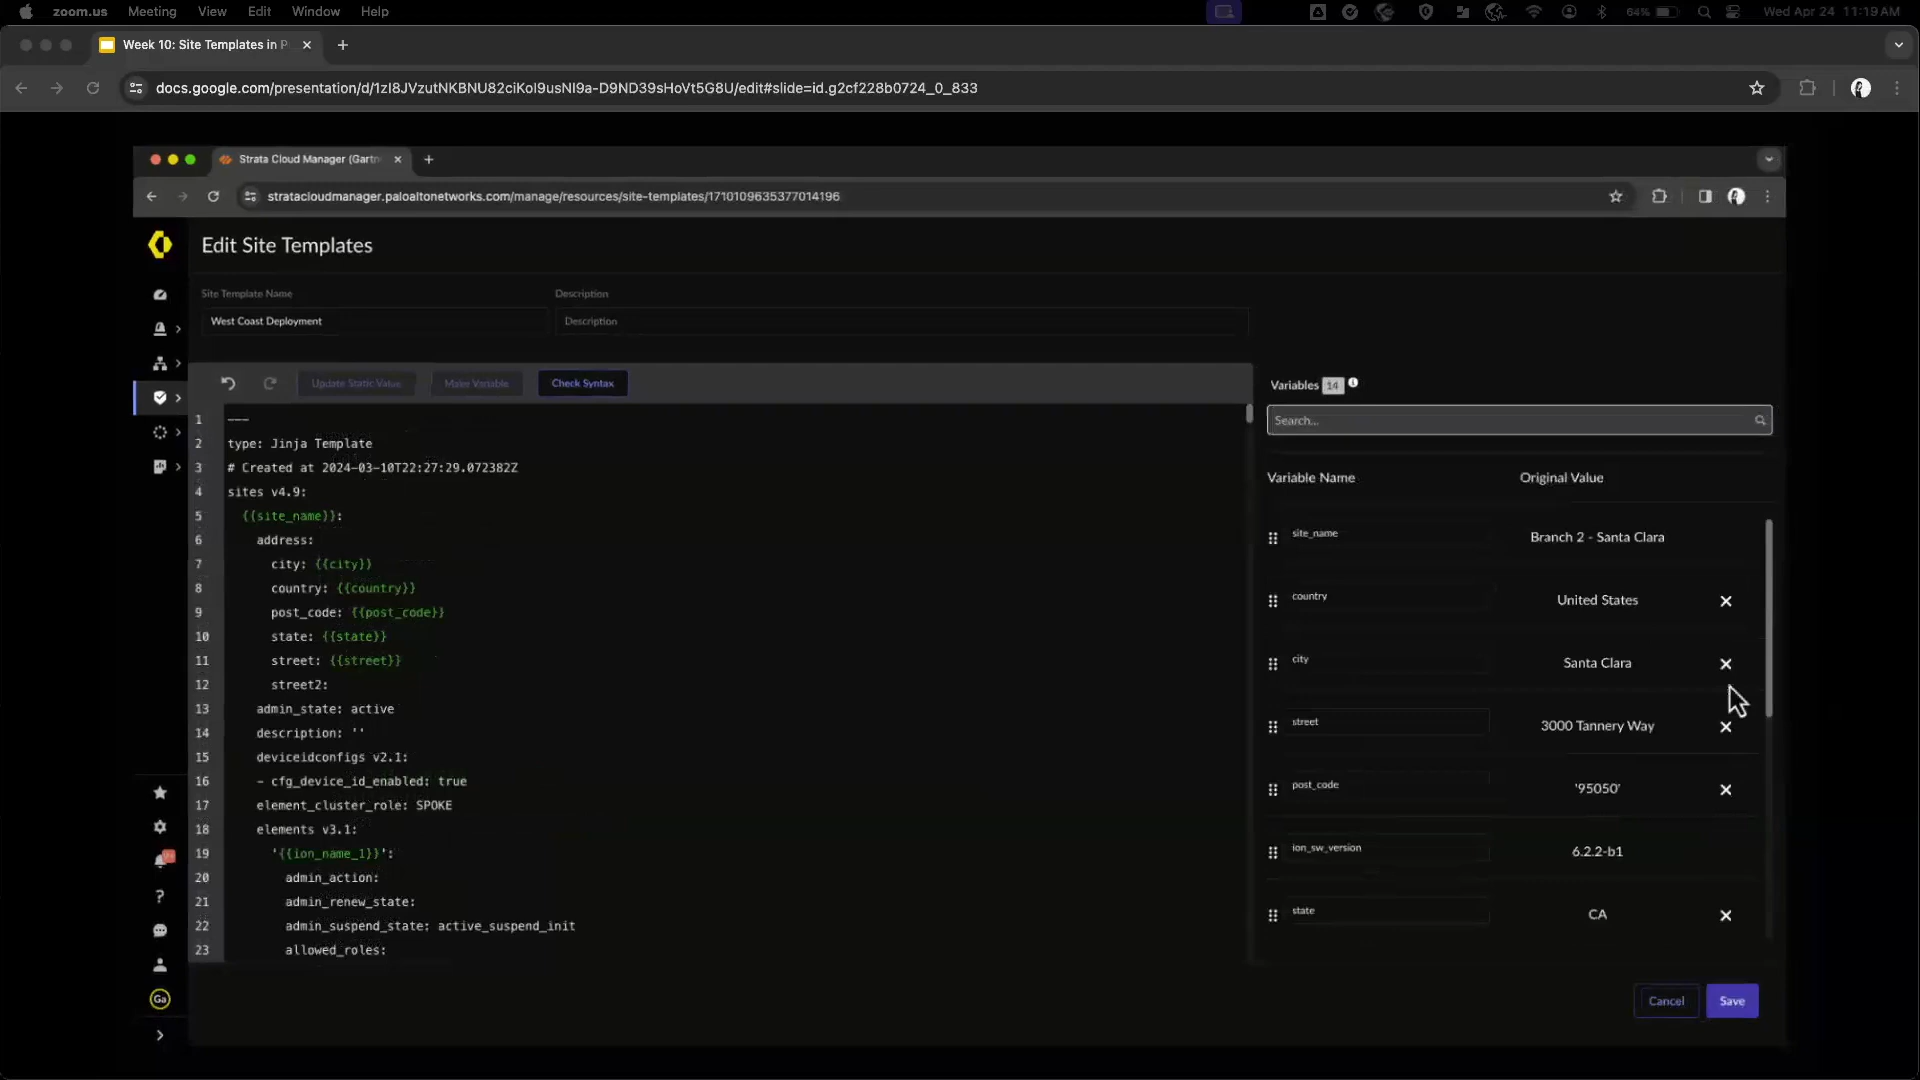 zoom.us Meeting View Edit Window Help 64% Wed Apr 24 11:19 AM
Week 10: Site Templates in P
docs.google.com/presentation/d/1zI8JVzutNKBNU82ciKol9usNI9a-D9ND39sHoVt5G8U/edit#slide=id.g2cf228b0724_0_833
Strata Cloud Manager (Gartn
stratacloudmanager.paloaltonetworks.com/manage/resources/site-templates/1710109635377014196
Edit Site Templates
Site Template Name
Description
West Coast Deployment
Description
Update Static Value
Make Variable
Check Syntax
1 ---
2 type: Jinja Template
3 # Created at 2024-03-10T22:27:29.072382Z
4 sites v4.9:
5 {{site_name}}:
6 address:
7 city: {{city}}
8 country: {{country}}
9 post_code: {{post_code}}
10 state: {{state}}
11 street: {{street}}
12 street2:
13 admin_state: active
14 description: ''
15 deviceidconfigs v2.1:
16 - cfg_device_id_enabled: true
17 element_cluster_role: SPOKE
18 elements v3.1:
19 '{{ion_name_1}}':
20 admin_action:
21 admin_renew_state:
22 admin_suspend_state: active_suspend_init
23 allowed_roles:
Variables 14
Search...
Variable Name Original Value
site_name Branch 2 - Santa Clara
country United States
city Santa Clara
street 3000 Tannery Way
post_code '95050'
ion_sw_version 6.2.2-b1
state CA
Cancel
Save
Ga